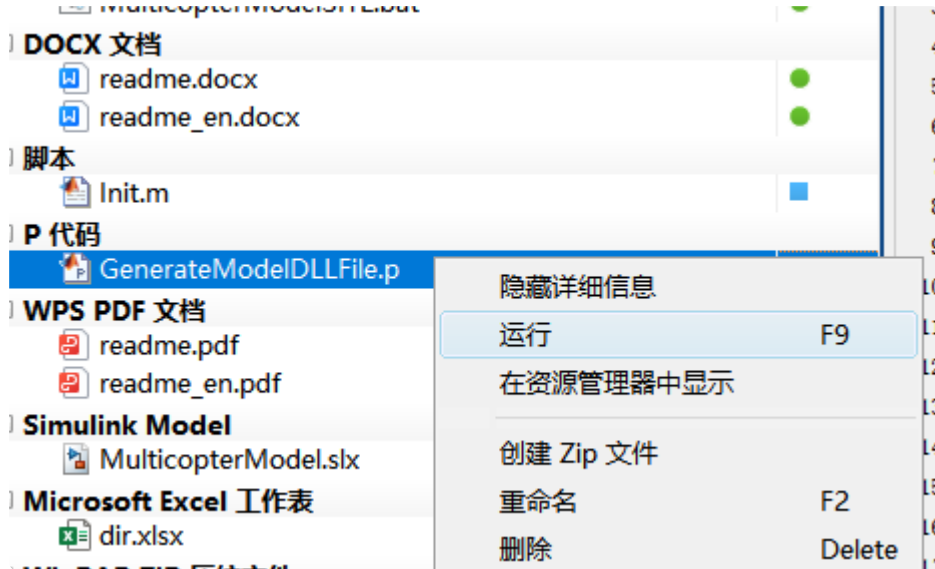 MulticopterModelSITL.bat
DOCX 文档
readme.docx
readme_en.docx
脚本
Init.m
P 代码
GenerateModelDLLFile.p
隐藏详细信息
WPS PDF 文档
运行 F9
readme.pdf
在资源管理器中显示
readme_en.pdf
Simulink Model
创建 Zip 文件
MulticopterModel.slx
Microsoft Excel 工作表
重命名 F2
dir.xlsx
删除 Delete